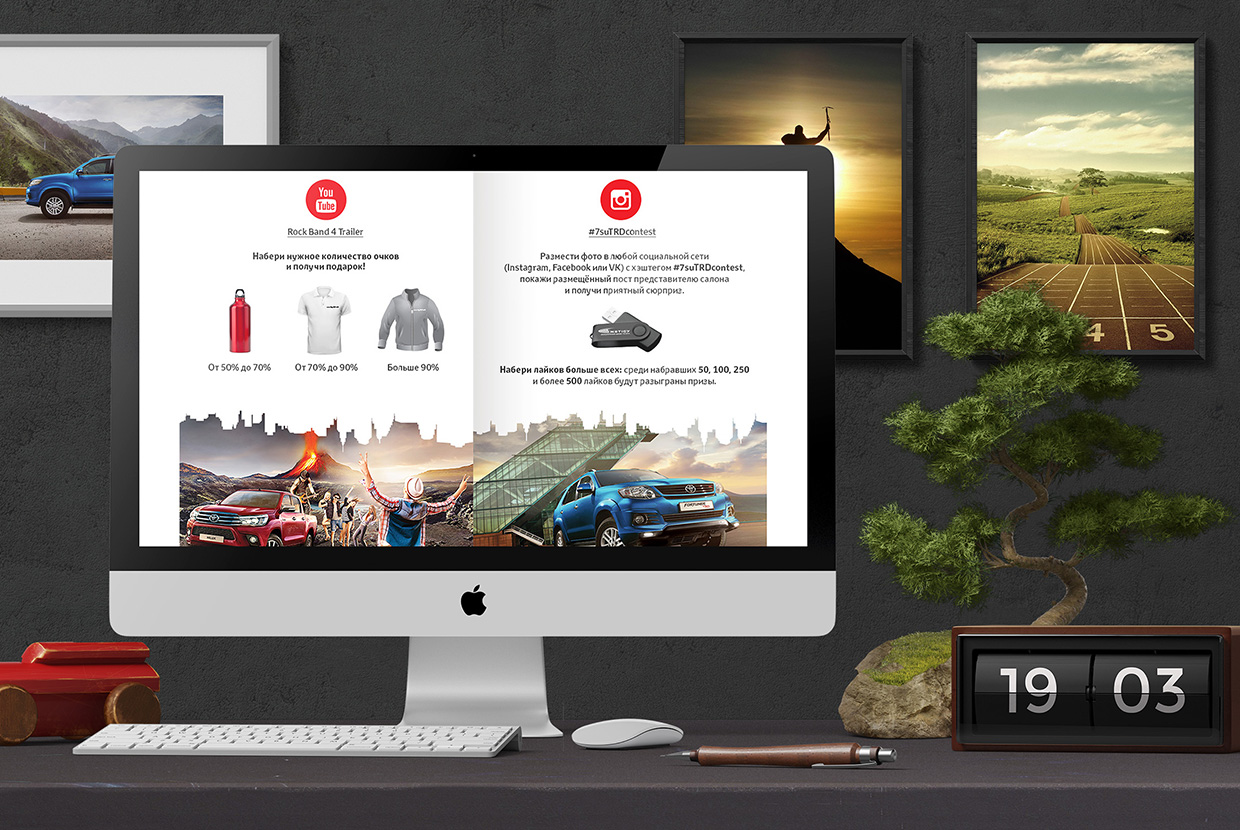 You
Tube
Rock Band 4 Trailer
Набери нужное количество очков
и получи подарок!
От 50% до 70%
От 70% до 90%
Больше 90%
#7suTRDcontest
Размести фото в любой социальной сети
(Instagram, Facebook или VK) с хэштегом #7suTRDcontest,
покажи размещённый пост представителю салона
и получи приятный сюрприз.
Набери лайков больше всех: среди набравших 50, 100, 250
и более 500 лайков будут разыграны призы.
HILUX
FORTUNER
4 5
19 03